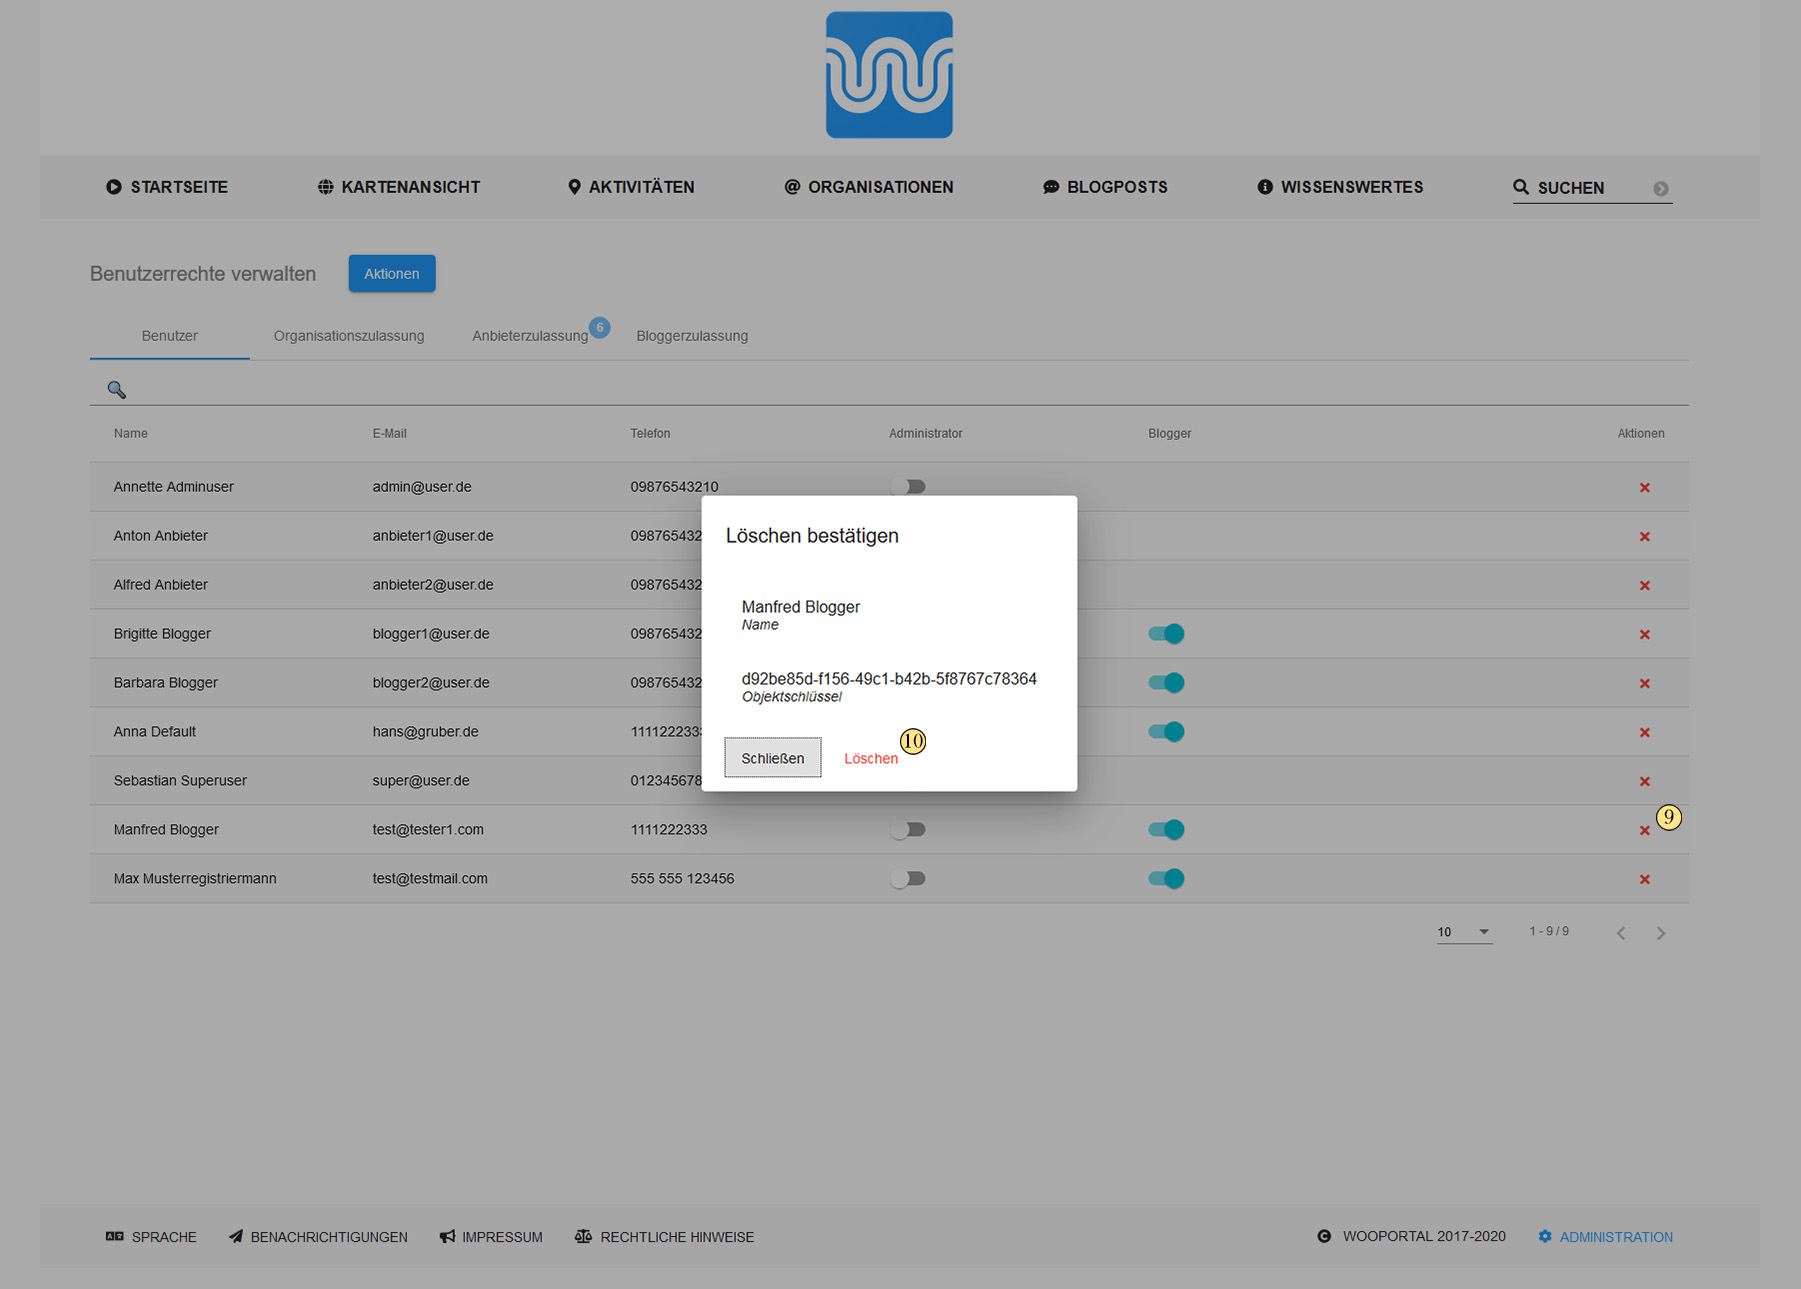 STARTSEITE KARTENANSICHT AKTIVITÄTEN ORGANISATIONEN BLOGPOSTS WISSENSWERTES SUCHEN
Benutzerrechte verwalten Aktionen
Benutzer Organisationszulassung Anbieterzulassung 6 Bloggerzulassung
Name E-Mail Telefon Administrator Blogger Aktionen
Annette Adminuser admin@user.de 09876543210
Anton Anbieter anbieter1@user.de 098765432
Alfred Anbieter anbieter2@user.de 098765432
Brigitte Blogger blogger1@user.de 098765432
Barbara Blogger blogger2@user.de 098765432
Anna Default hans@gruber.de 1111222333
Sebastian Superuser super@user.de 012345678
Manfred Blogger test@tester1.com 1111222333 9
Max Musterregistriermann test@testmail.com 555 555 123456
Löschen bestätigen
Manfred Blogger
Name
d92be85d-f156-49c1-b42b-5f8767c78364
Objektschlüssel
Schließen Löschen 10
10 1 - 9 / 9
SPRACHE BENACHRICHTIGUNGEN IMPRESSUM RECHTLICHE HINWEISE WOOPORTAL 2017-2020 ADMINISTRATION